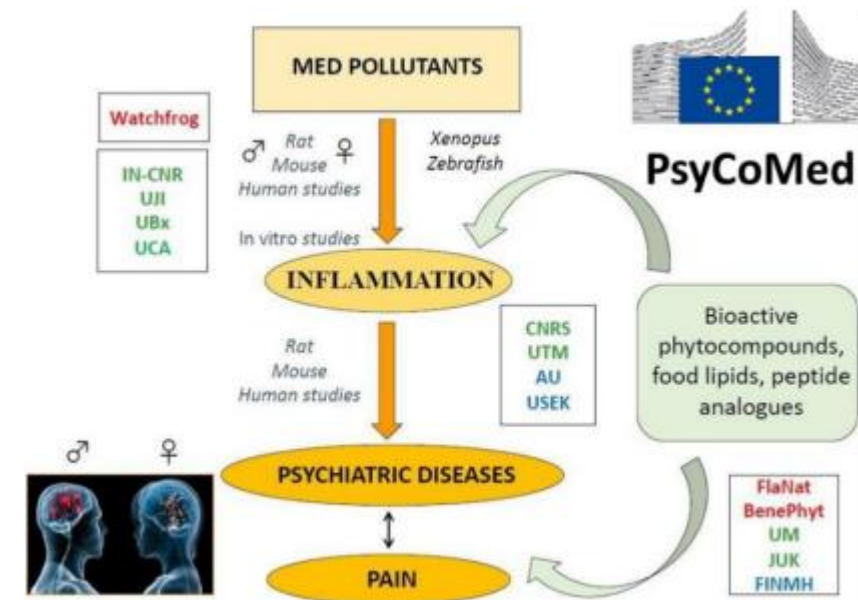 MED POLLUTANTS
Watchfrog
IN-CNR
UJI
UBx
UCA
♂ Rat ♀
Mouse
Human studies
In vitro studies
Xenopus
Zebrafish
PsyCoMed
INFLAMMATION
Rat
Mouse
Human studies
CNRS
UTM
AU
USEK
Bioactive
phytocompounds,
food lipids, peptide
analogues
♂ ♀
PSYCHIATRIC DISEASES
PAIN
FlaNat
BenePhyt
UM
JUK
FINMH